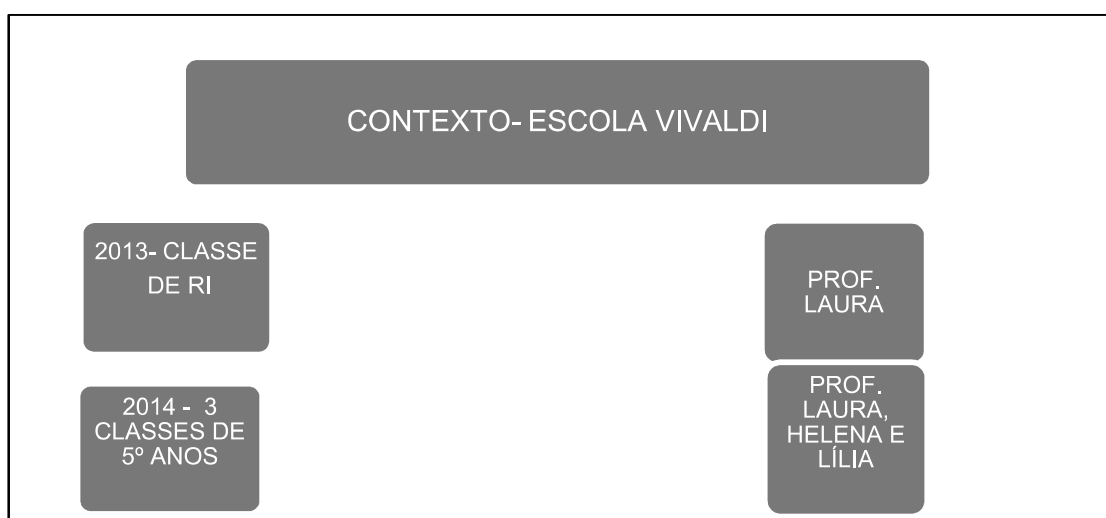 CONTEXTO- ESCOLA VIVALDI
2013- CLASSE
DE RI
PROF.
LAURA
2014 - 3
CLASSES DE
5º ANOS
PROF.
LAURA,
HELENA E
LÍLIA